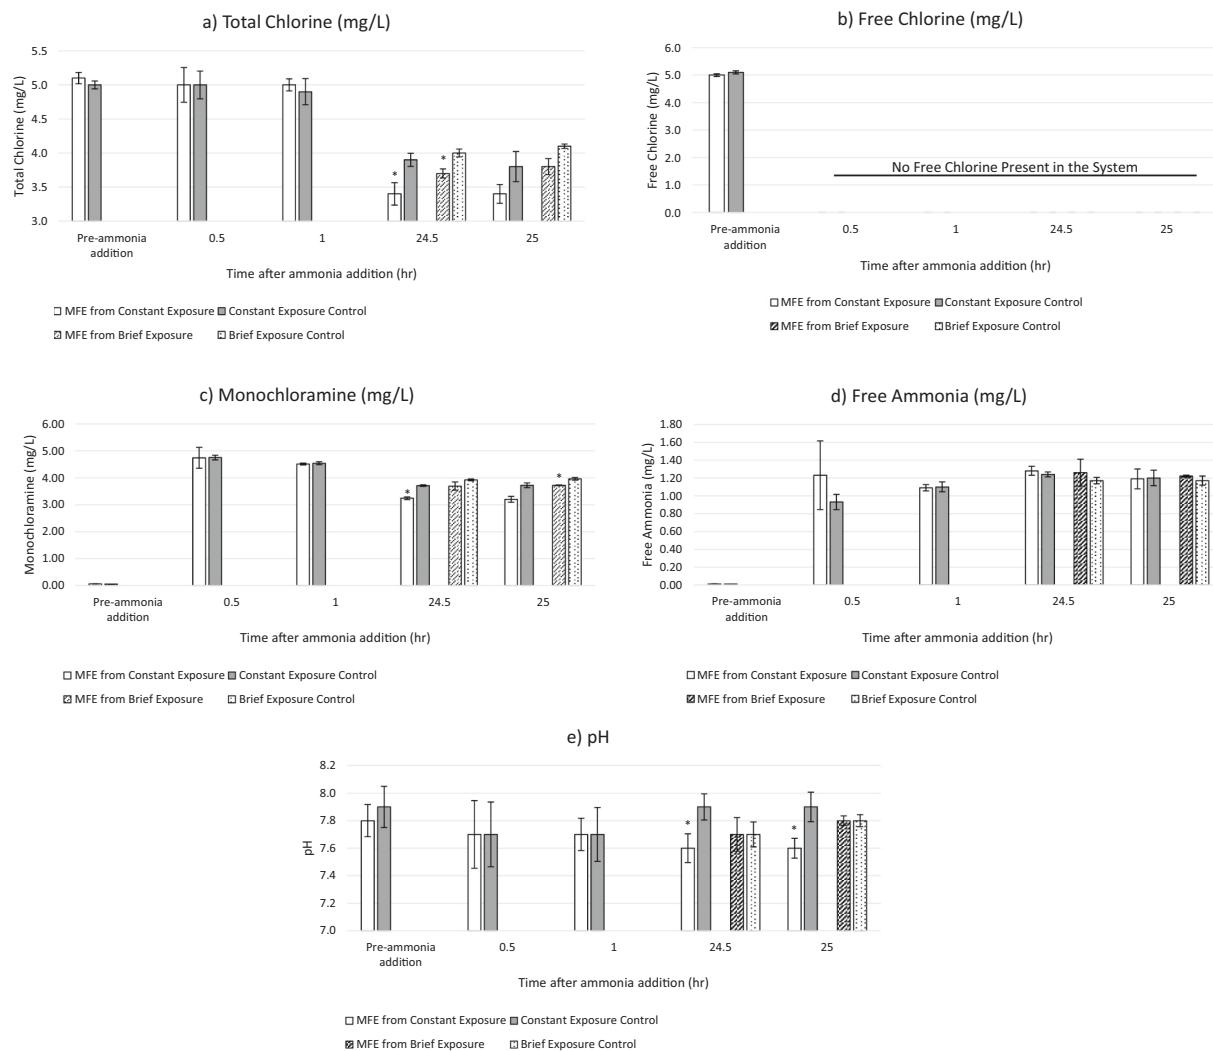 a) Total Chlorine (mg/L)
Total Chlorine (mg/L)
5.5
5.0
4.5
4.0
3.5
3.0
*
*
Pre-ammonia
addition
0.5
1
24.5
25
Time after ammonia addition (hr)
MFE from Constant Exposure
Constant Exposure Control
MFE from Brief Exposure
Brief Exposure Control
b) Free Chlorine (mg/L)
Free Chlorine (mg/L)
6.0
5.0
4.0
3.0
2.0
1.0
0.0
No Free Chlorine Present in the System
Pre-ammonia
addition
0.5
1
24.5
25
Time after ammonia addition (hr)
MFE from Constant Exposure
Constant Exposure Control
MFE from Brief Exposure
Brief Exposure Control
c) Monochloramine (mg/L)
Monochloramine (mg/L)
6.00
5.00
4.00
3.00
2.00
1.00
0.00
*
*
Pre-ammonia
addition
0.5
1
24.5
25
Time after ammonia addition (hr)
MFE from Constant Exposure
Constant Exposure Control
MFE from Brief Exposure
Brief Exposure Control
d) Free Ammonia (mg/L)
Free Ammonia (mg/L)
1.80
1.60
1.40
1.20
1.00
0.80
0.60
0.40
0.20
0.00
Pre-ammonia
addition
0.5
1
24.5
25
Time after ammonia addition (hr)
MFE from Constant Exposure
Constant Exposure Control
MFE from Brief Exposure
Brief Exposure Control
e) pH
pH
8.2
8.0
7.8
7.6
7.4
7.2
7.0
*
*
Pre-ammonia
addition
0.5
1
24.5
25
Time after ammonia addition (hr)
MFE from Constant Exposure
Constant Exposure Control
MFE from Brief Exposure
Brief Exposure Control